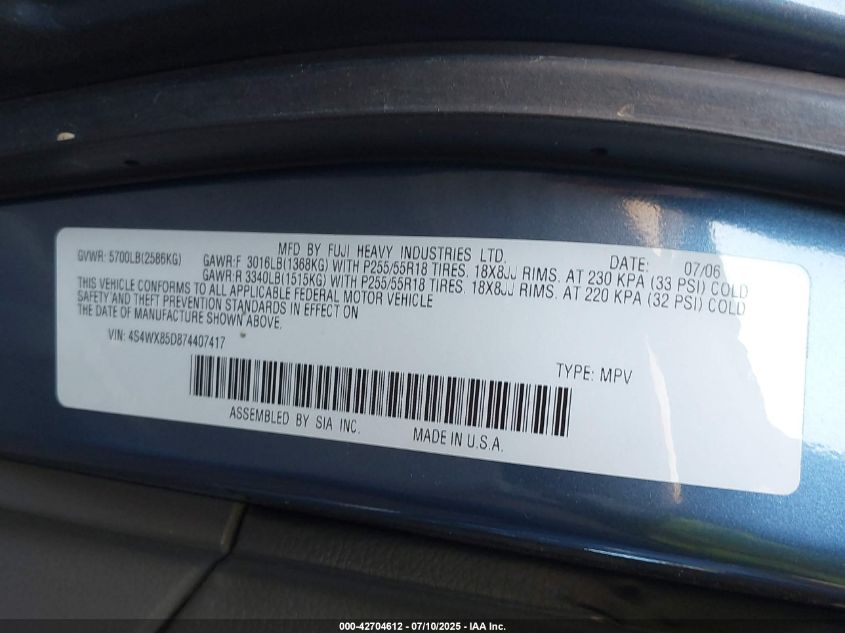 MFD BY FUJI HEAVY INDUSTRIES LTD. DATE: 07/06
GVWR: 5700LB(2586KG) GAWR:F 3016LB(1368KG) WITH P255/55R18 TIRES. 18X8JJ RIMS. AT 230 KPA (33 PSI) COLD
GAWR:R 3340LB(1515KG) WITH P255/55R18 TIRES. 18X8JJ RIMS. AT 220 KPA (32 PSI) COLD
THIS VEHICLE CONFORMS TO ALL APPLICABLE FEDERAL MOTOR VEHICLE
SAFETY AND THEFT PREVENTION STANDARDS IN EFFECT ON
THE DATE OF MANUFACTURE SHOWN ABOVE.
VIN: 4S4WX85D874407417
TYPE: MPV
ASSEMBLED BY SIA INC. MADE IN U.S.A.
000-42704612 - 07/10/2025 - IAA Inc.